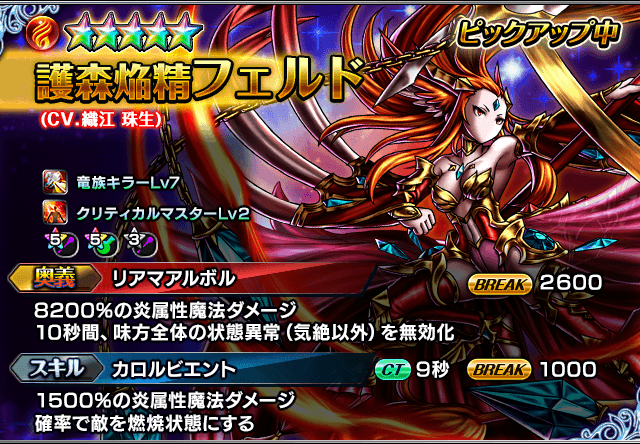 ピックアップ中
護森焔精フェルド
(CV.織江 珠生)
竜族キラーLv7
クリティカルマスターLv2
5 5 3
奥義 リアマアルボル BREAK 2600
8200%の炎属性魔法ダメージ
10秒間、味方全体の状態異常(気絶以外)を無効化
スキル カロルビエント CT 9秒 BREAK 1000
1500%の炎属性魔法ダメージ
確率で敵を燃焼状態にする